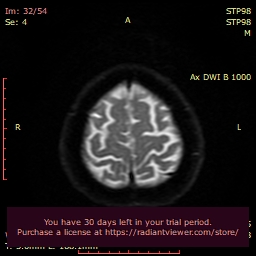 Im: 32/54
Se: 4
STP98
STP98
M
A
Ax DWI B 1000
R
L
You have 30 days left in your trial period.
Purchase a license at https://radiantviewer.com/store/